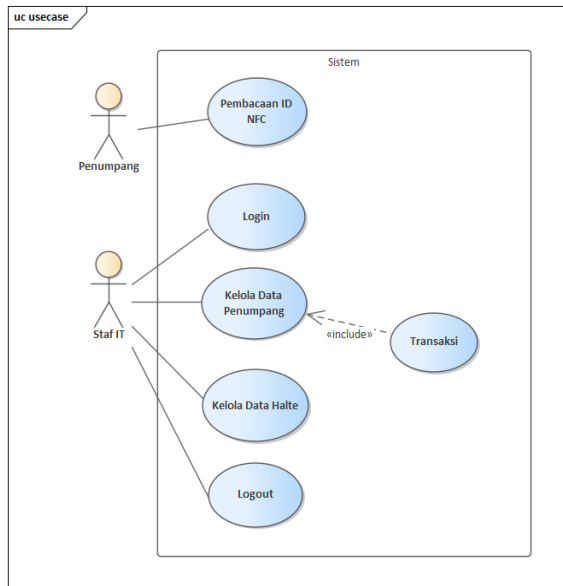 uc usecase
Sistem
Pembacaan ID
NFC
Penumpang
Login
Kelola Data
Penumpang
Staf IT
«include»
Transaksi
Kelola Data Halte
Logout